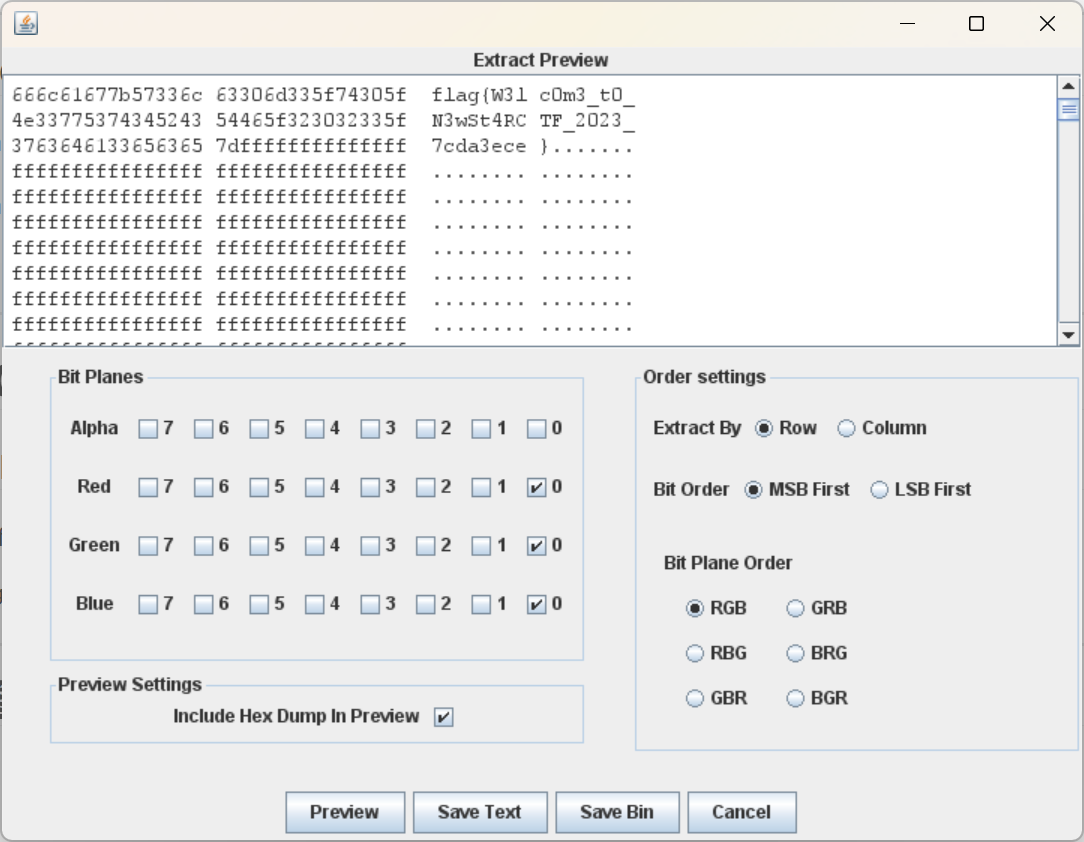 Extract Preview
666c61677b57336c 63306d335f74305f flag{W3l c0m3_t0_
4e33775374345243 54465f323032335f N3wSt4RC TF_2023_
3763646133656365 7dffffffffffffff 7cda3ece }.......
ffffffffffffffff ffffffffffffffff ........ ........
ffffffffffffffff ffffffffffffffff ........ ........
ffffffffffffffff ffffffffffffffff ........ ........
ffffffffffffffff ffffffffffffffff ........ ........
ffffffffffffffff ffffffffffffffff ........ ........
ffffffffffffffff ffffffffffffffff ........ ........
ffffffffffffffff ffffffffffffffff ........ ........
Bit Planes
Alpha 7 6 5 4 3 2 1 0
Red 7 6 5 4 3 2 1 0
Green 7 6 5 4 3 2 1 0
Blue 7 6 5 4 3 2 1 0
Preview Settings
Include Hex Dump In Preview
Order settings
Extract By Row Column
Bit Order MSB First LSB First
Bit Plane Order
RGB GRB
RBG BRG
GBR BGR
Preview Save Text Save Bin Cancel